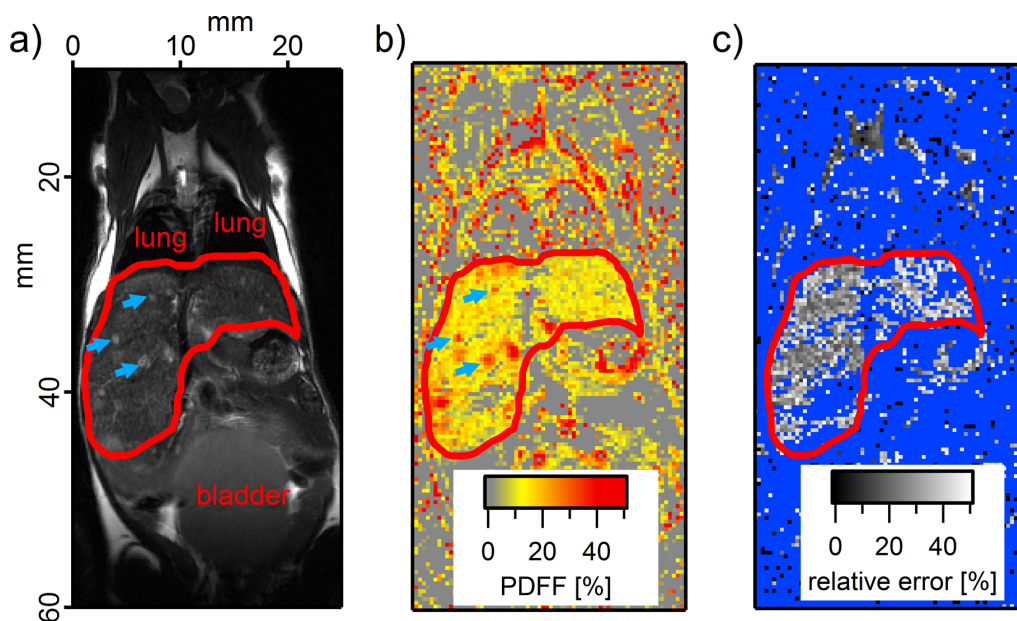 a)
mm
0 10 20
mm
20
40
60
lung lung
bladder
b)
0 20 40
PDFF [%]
c)
0 20 40
relative error [%]